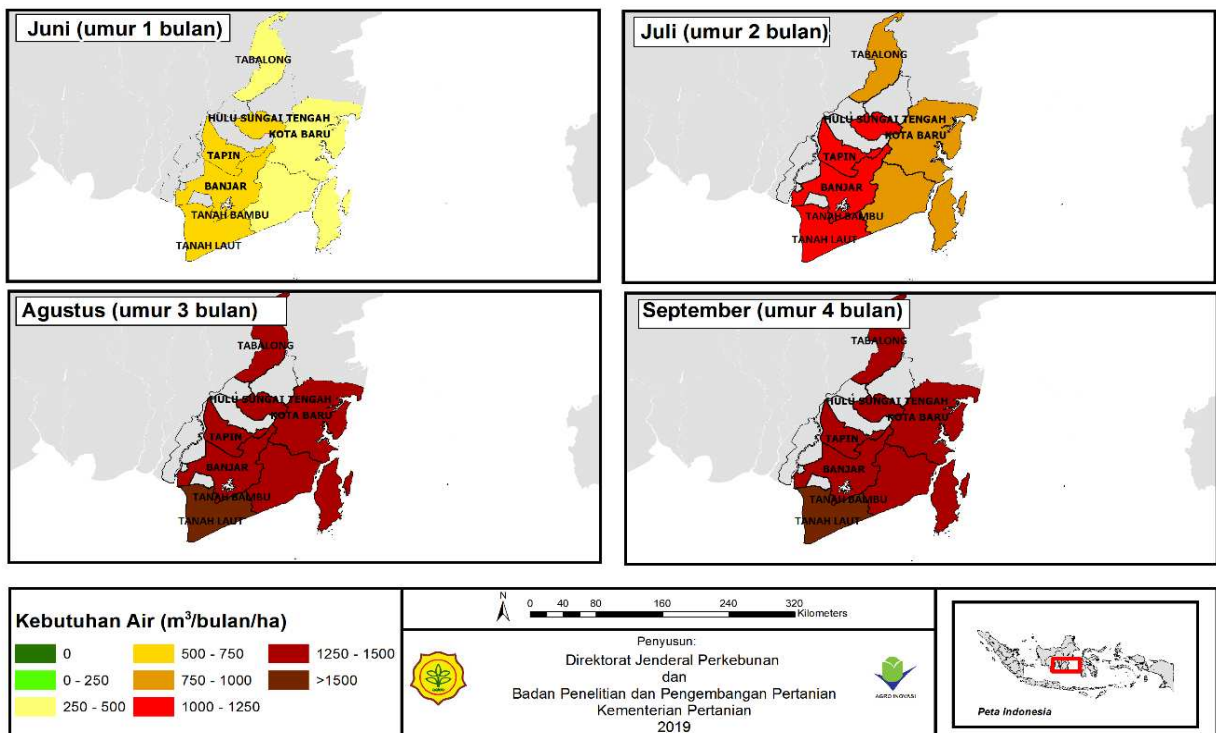 Juni (umur 1 bulan)
TABALONG
HULU SUNGAI TENGAH
KOTA BARU
TAPIN
BANJAR
TANAH BAMBU
TANAH LAUT
Juli (umur 2 bulan)
TABALONG
HULU SUNGAI TENGAH
KOTA BARU
TAPIN
BANJAR
TANAH BAMBU
TANAH LAUT
Agustus (umur 3 bulan)
TABALONG
HULU SUNGAI TENGAH
KOTA BARU
TAPIN
BANJAR
TANAH BAMBU
TANAH LAUT
September (umur 4 bulan)
TABALONG
HULU SUNGAI TENGAH
KOTA BARU
TAPIN
BANJAR
TANAH BAMBU
TANAH LAUT
Kebutuhan Air (m³/bulan/ha)
0
0 - 250
250 - 500
500 - 750
750 - 1000
1000 - 1250
1250 - 1500
>1500
N
0 40 80 160 240 320
Kilometers
Penyusun:
Direktorat Jenderal Perkebunan
dan
Badan Penelitian dan Pengembangan Pertanian
Kementerian Pertanian
2019
AGRO INOVASI
Peta Indonesia